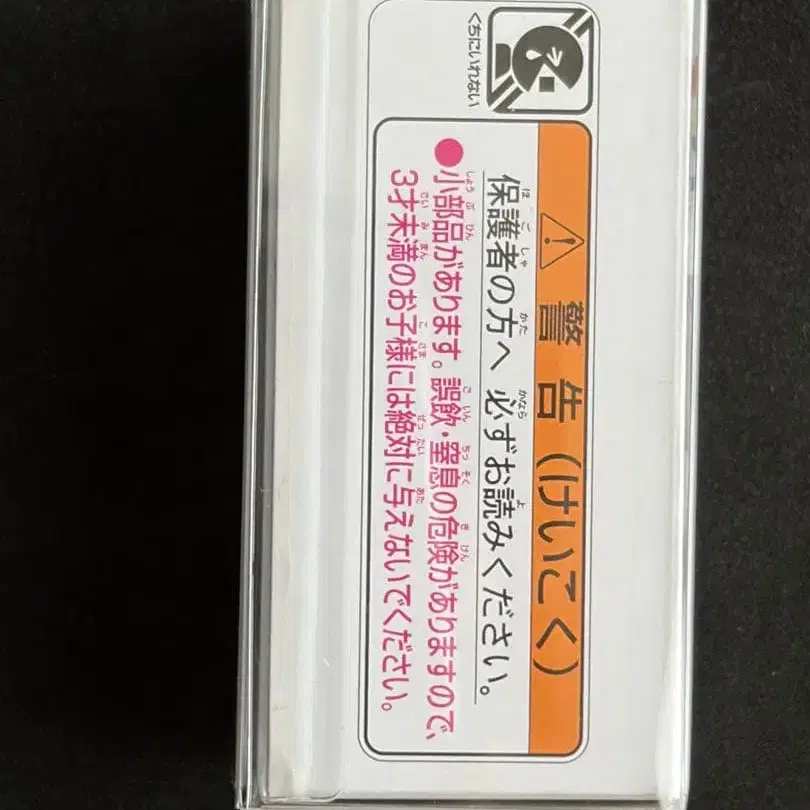 くちにいれない
警告(けいこく)
保護者の方へ 必ずお読みください。
●小部品があります。誤飲・窒息の危険がありますので、
3才未満のお子様には絶対に与えないでください。